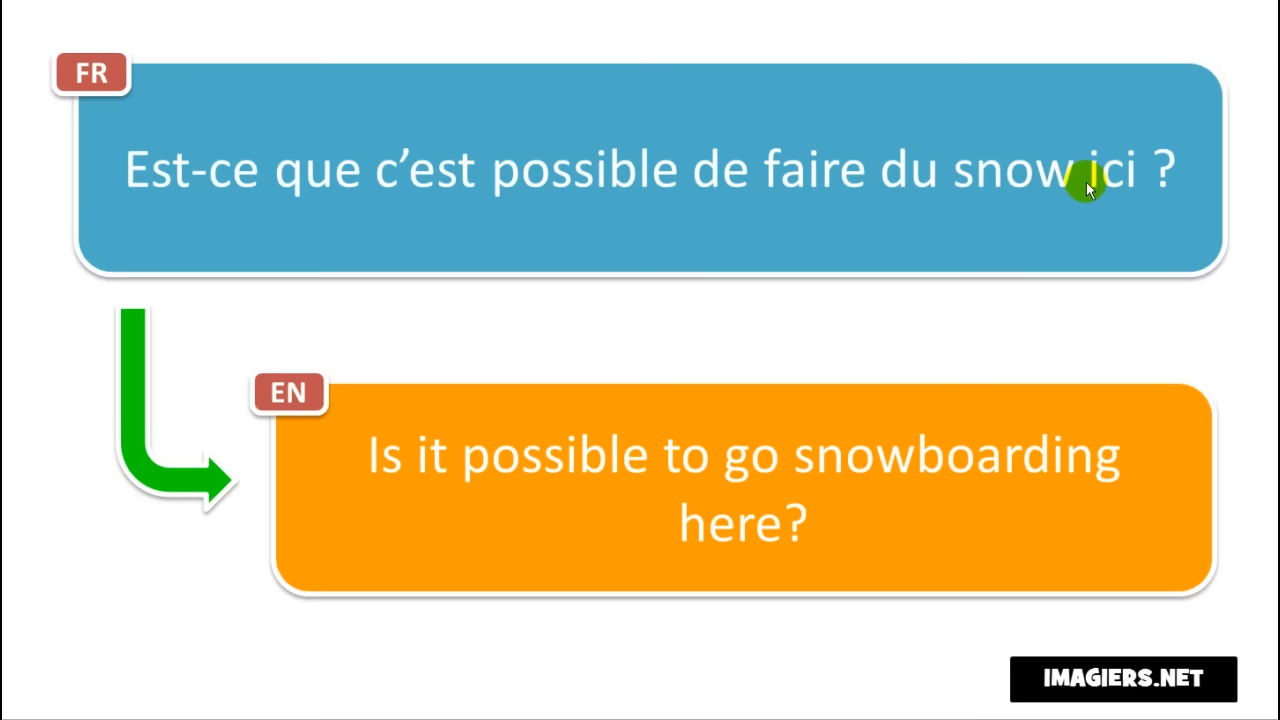 FR
Est-ce que c’est possible de faire du snow ici ?
EN
Is it possible to go snowboarding
here?
IMAGIERS.NET